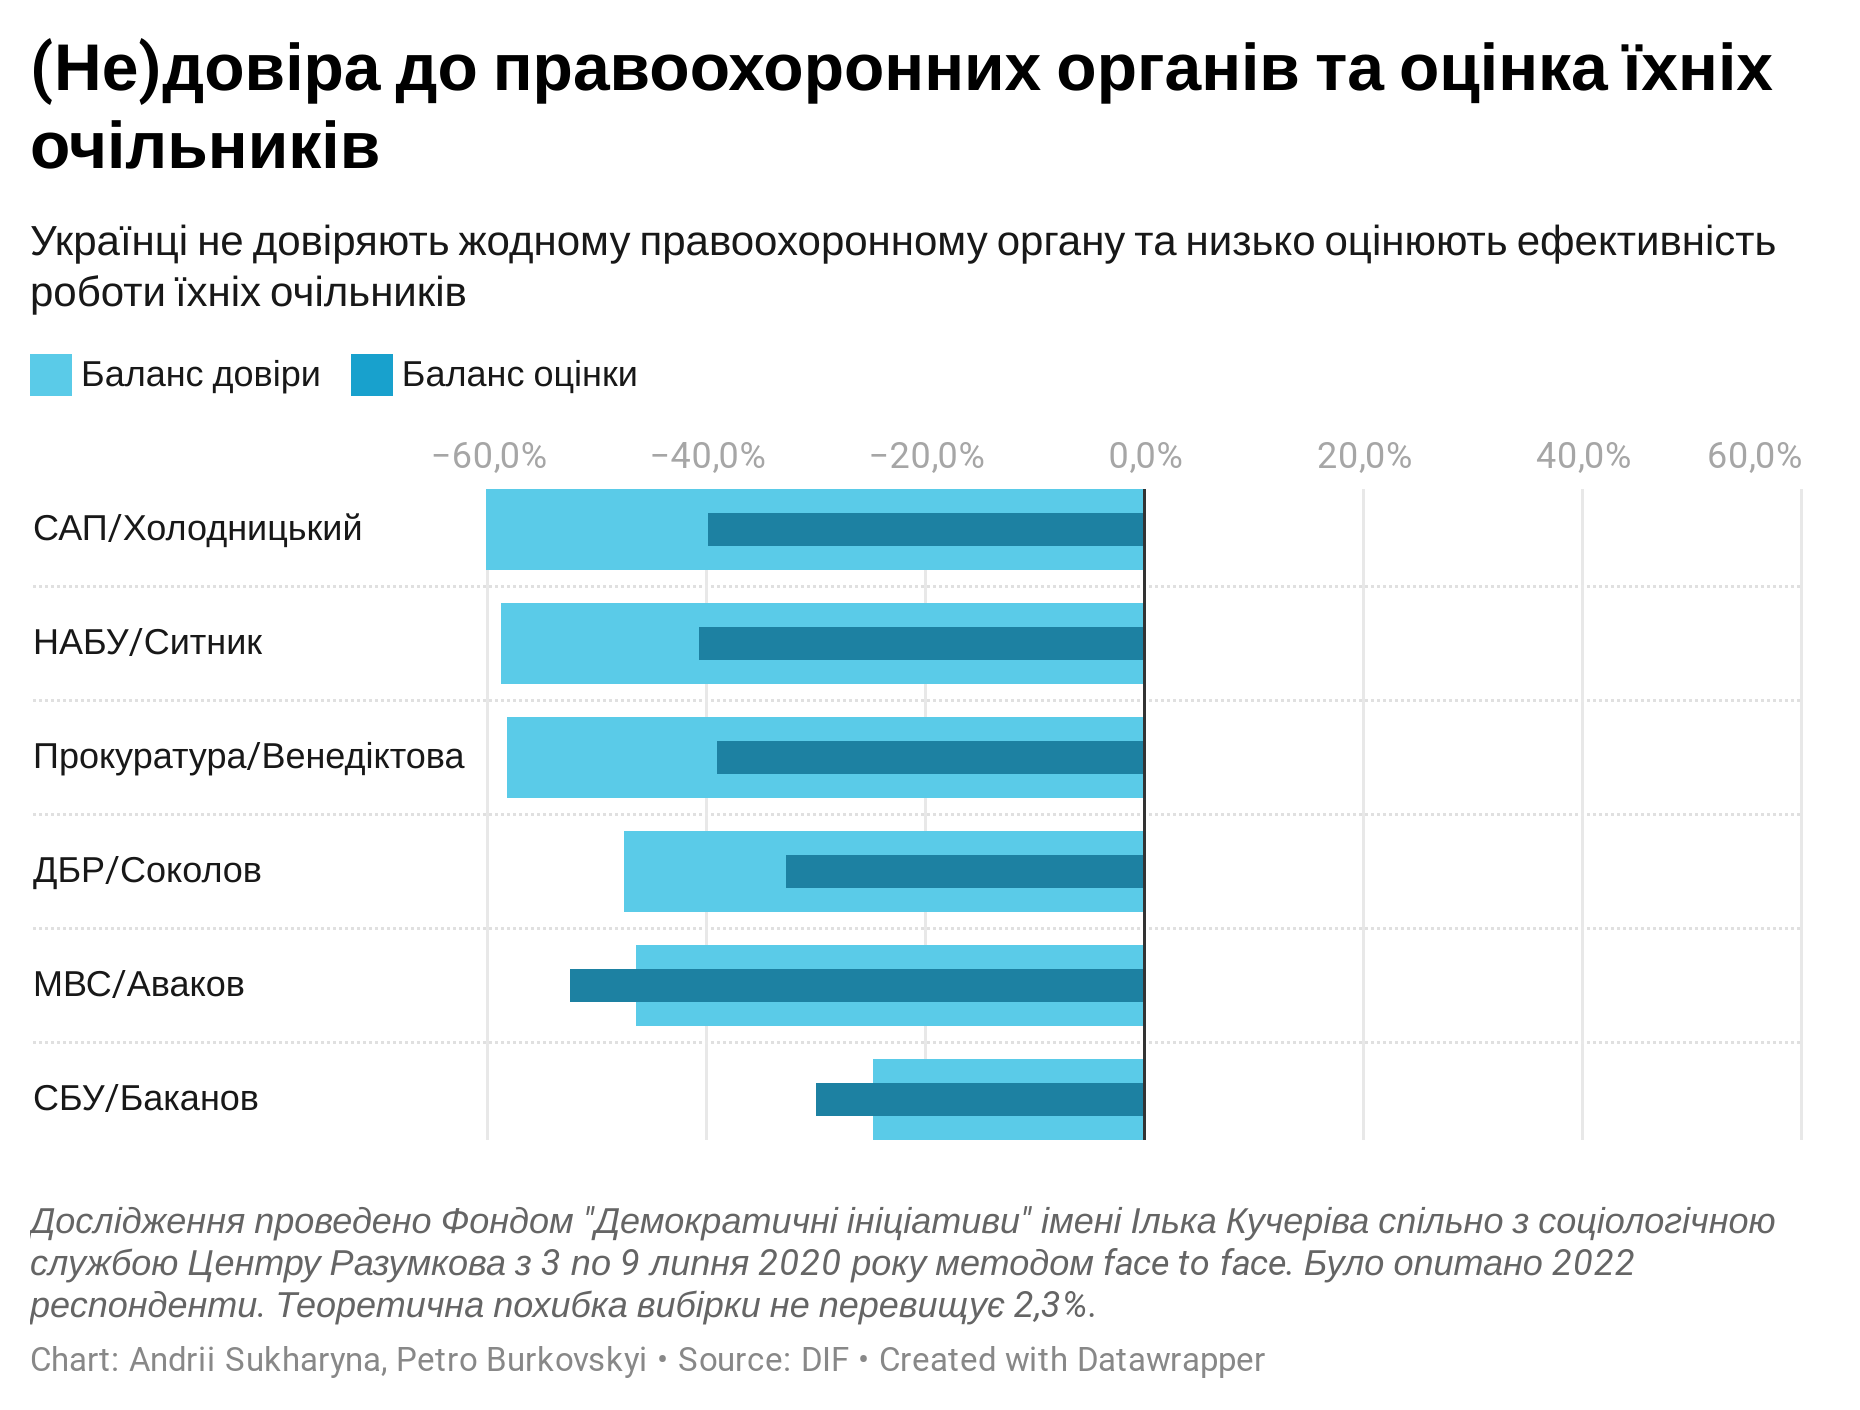 (Не)довіра до правоохоронних органів та оцінка їхніх
очільників
Українці не довіряють жодному правоохоронному органу та низько оцінюють ефективність
роботи їхніх очільників
Баланс довіри Баланс оцінки
−60,0% −40,0% −20,0% 0,0% 20,0% 40,0% 60,0%
САП/Холодницький
НАБУ/Ситник
Прокуратура/Венедіктова
ДБР/Соколов
МВС/Аваков
СБУ/Баканов
Дослідження проведено Фондом "Демократичні ініціативи" імені Ілька Кучеріва спільно з соціологічною
службою Центру Разумкова з 3 по 9 липня 2020 року методом face to face. Було опитано 2022
респонденти. Теоретична похибка вибірки не перевищує 2,3%.
Chart: Andrii Sukharyna, Petro Burkovskyi • Source: DIF • Created with Datawrapper